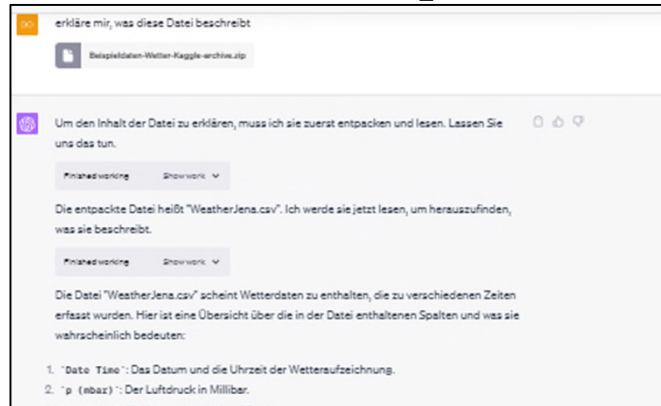 erkläre mir, was diese Datei beschreibt
Beispieldaten-Wetter-Kaggle-archive.zip
Um den Inhalt der Datei zu erklären, muss ich sie zuerst entpacken und lesen. Lassen Sie
uns das tun.
Finished working Show work
Die entpackte Datei heißt "WeatherJena.csv". Ich werde sie jetzt lesen, um herauszufinden,
was sie beschreibt.
Finished working Show work
Die Datei "WeatherJena.csv" scheint Wetterdaten zu enthalten, die zu verschiedenen Zeiten
erfasst wurden. Hier ist eine Übersicht über die in der Datei enthaltenen Spalten und was sie
wahrscheinlich bedeuten:
1. `Date Time`: Das Datum und die Uhrzeit der Wetteraufzeichnung.
2. `p (mbar)`: Der Luftdruck in Millibar.